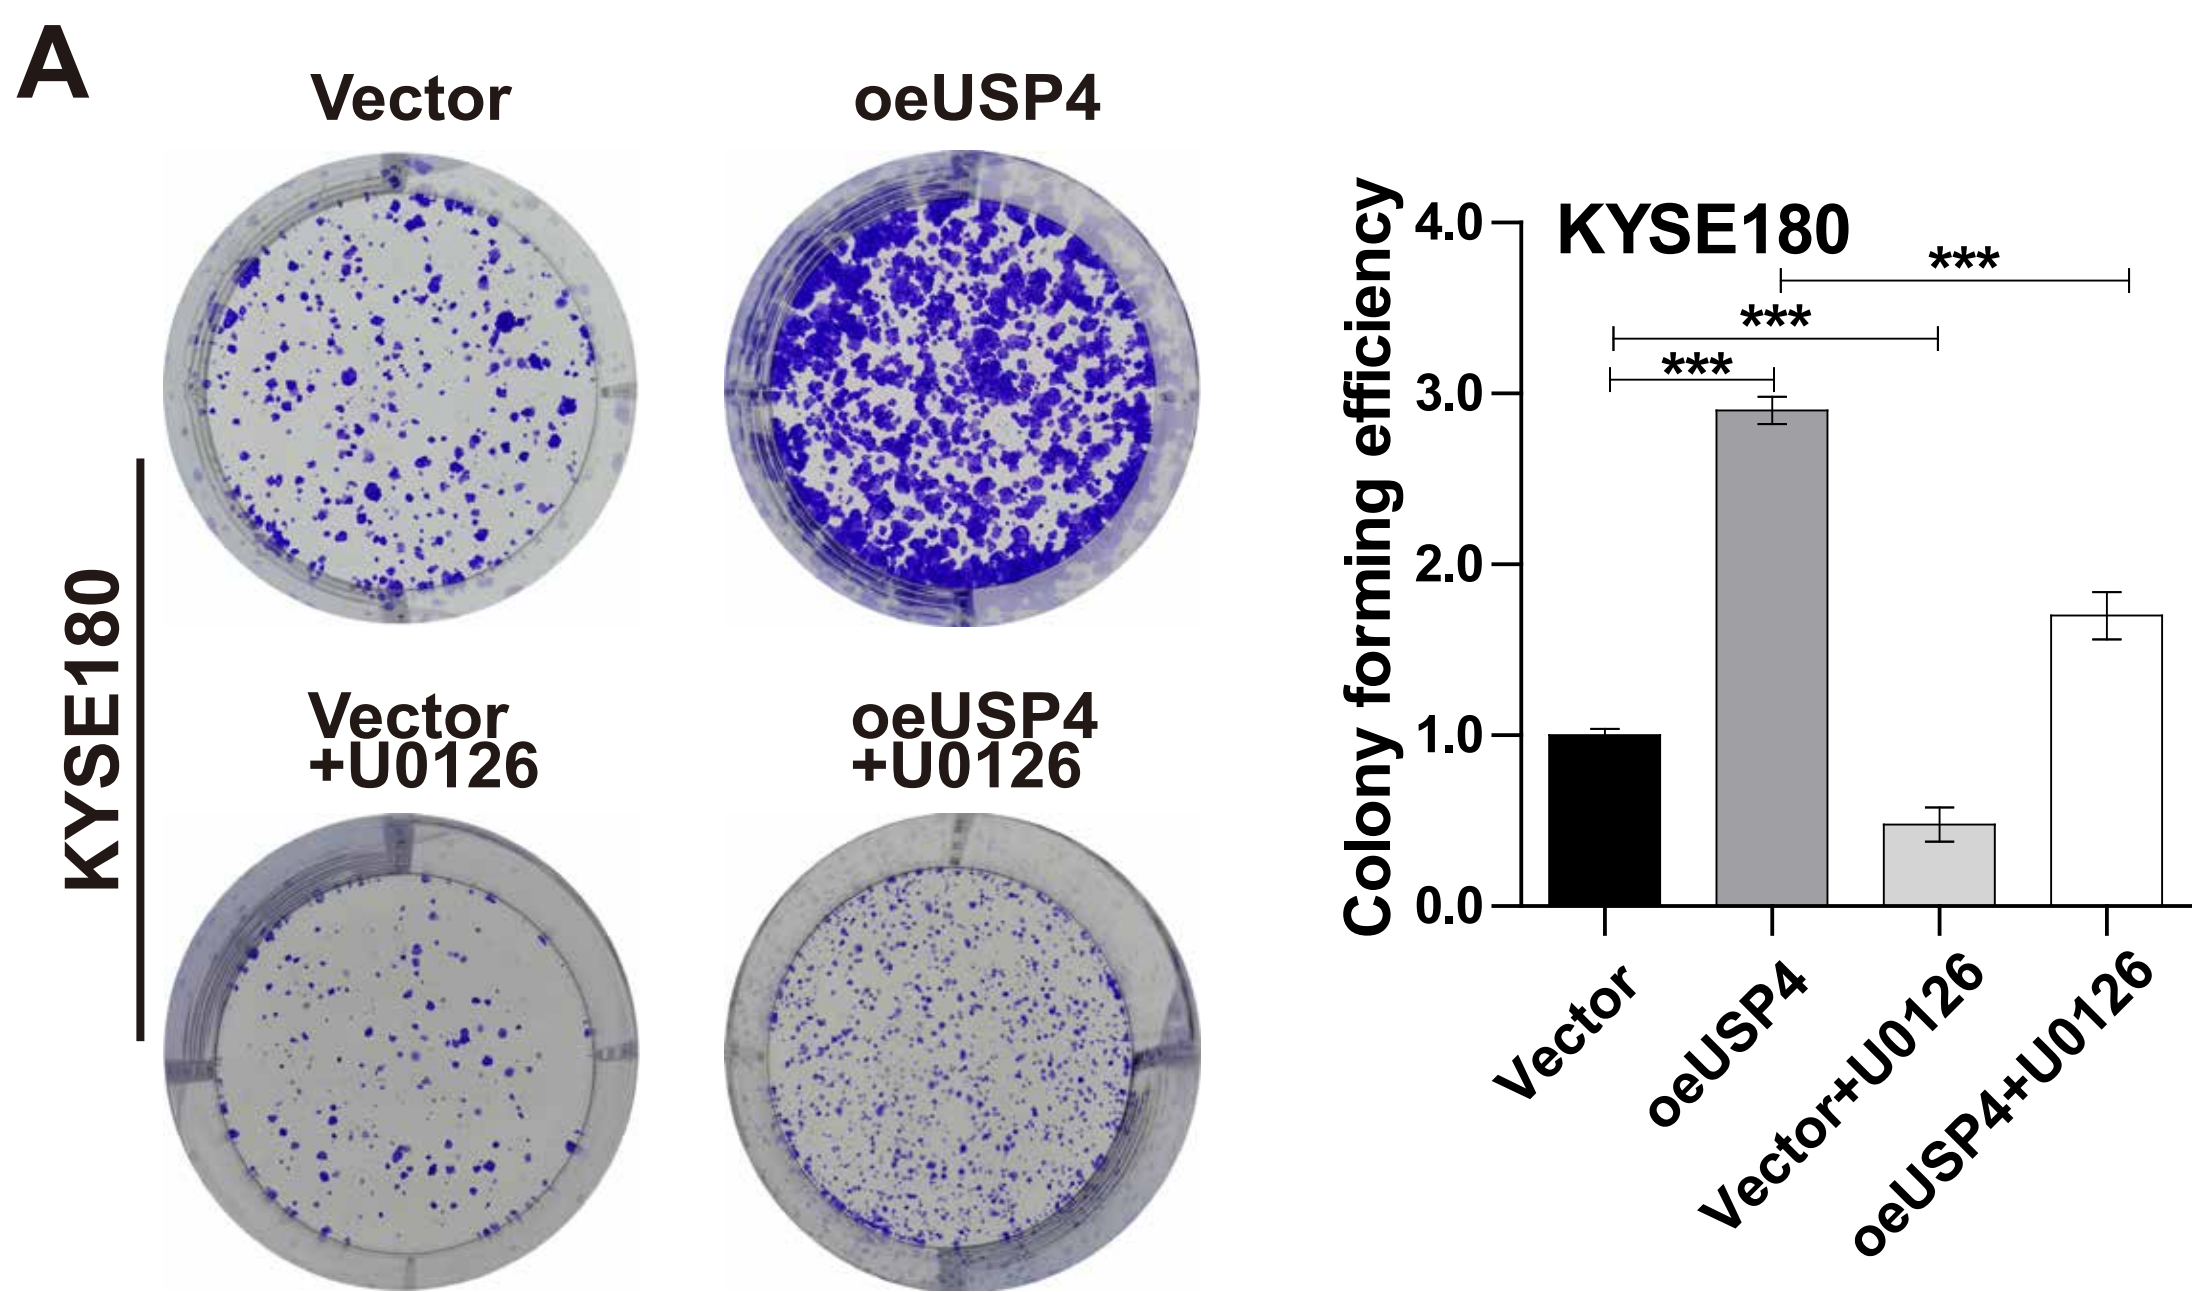 A
Vector
oeUSP4
KYSE180
Vector
+U0126
oeUSP4
+U0126
Colony forming efficiency
KYSE180
4.0
3.0
2.0
1.0
0.0
***
***
***
Vector
oeUSP4
Vector+U0126
oeUSP4+U0126